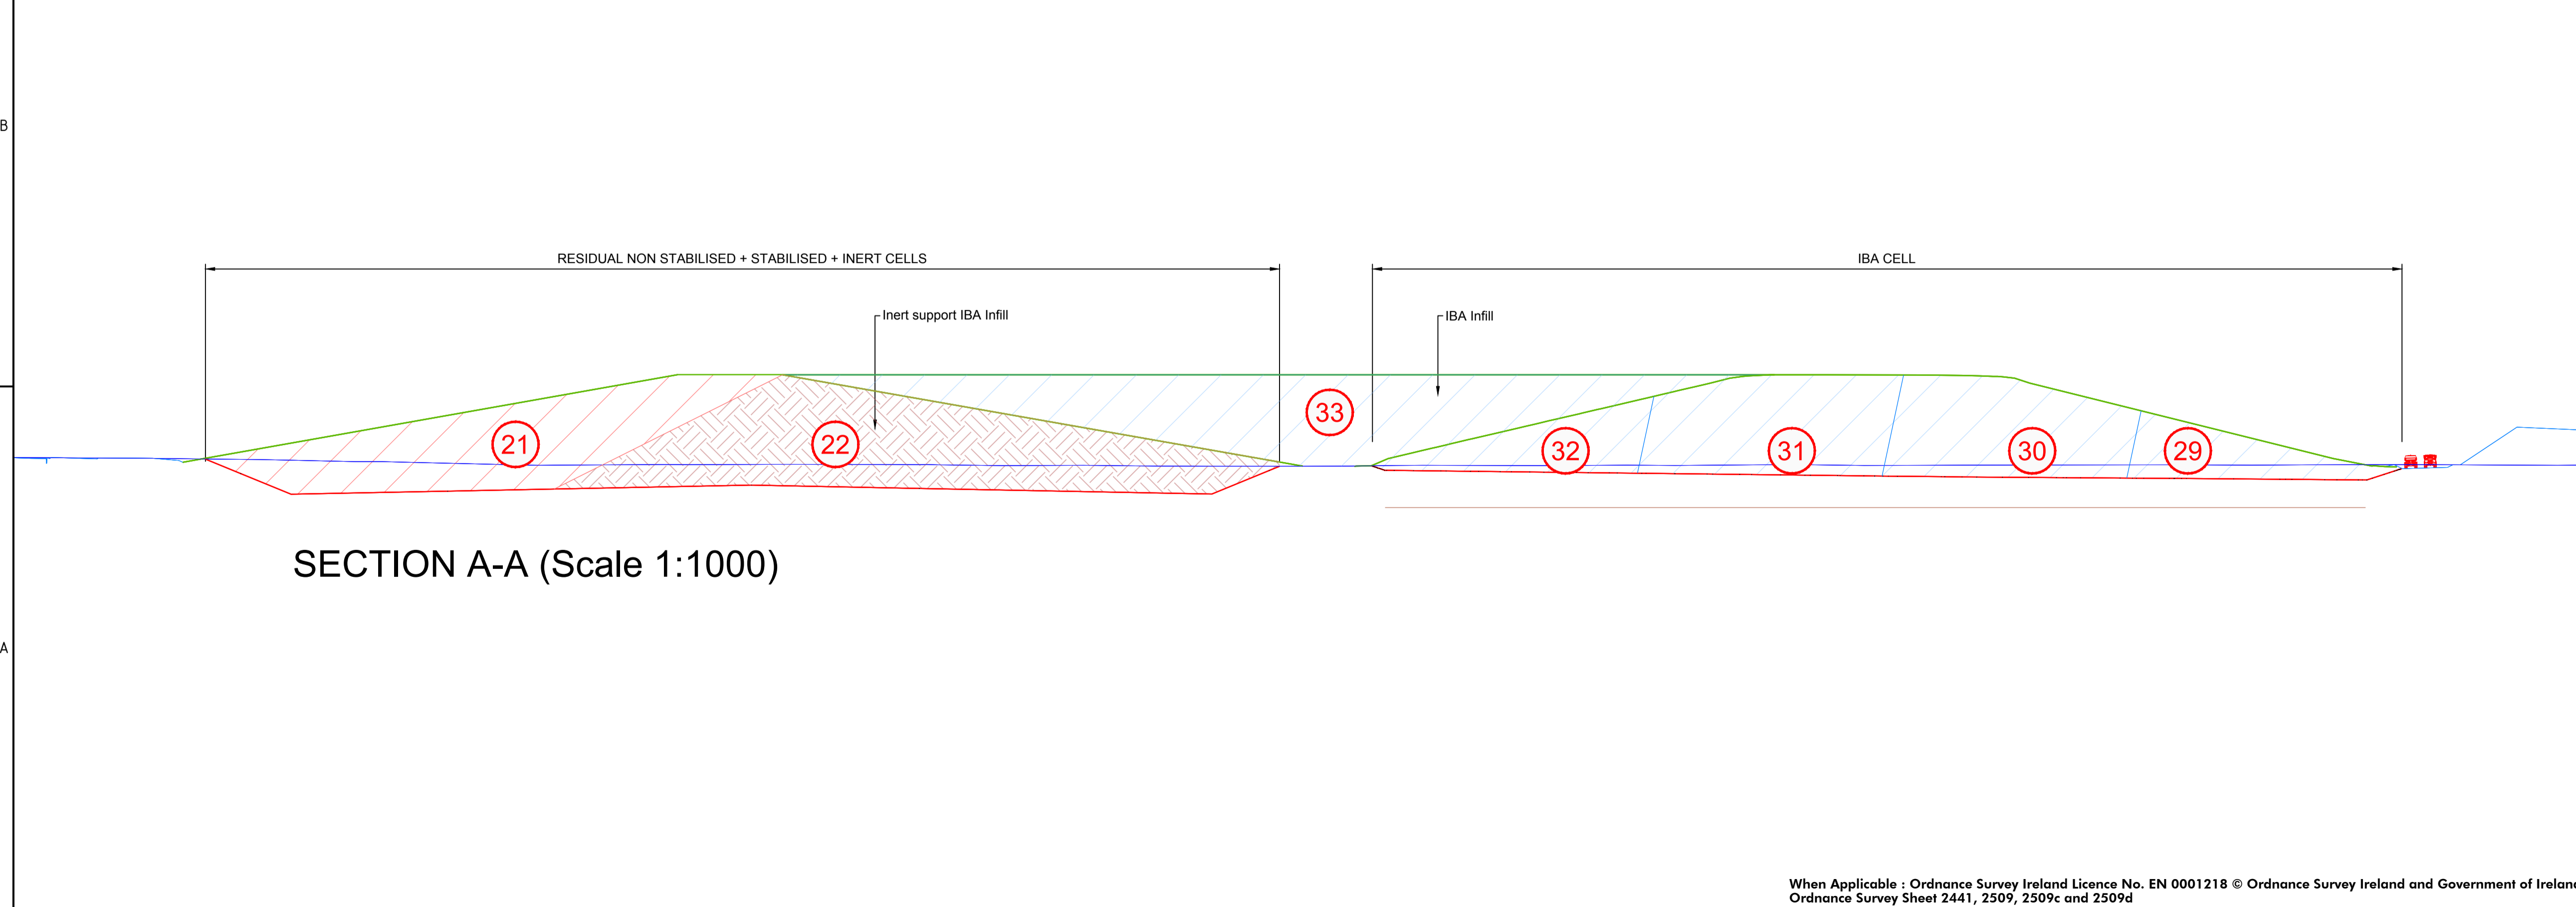 B
RESIDUAL NON STABILISED + STABILISED + INERT CELLS
IBA CELL
Inert support IBA Infill
IBA Infill
33
21
22
32
31
30
29
SECTION A-A (Scale 1:1000)
A
When Applicable : Ordnance Survey Ireland Licence No. EN 0001218 © Ordnance Survey Ireland and Government of Irelan
Ordnance Survey Sheet 2441, 2509, 2509c and 2509d